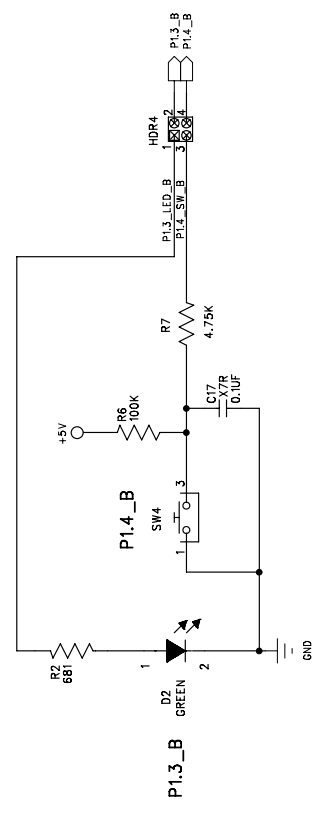 P1.3_B
P1.4_B
HDR4
1 2
3 4
P1.3_LED_B
P1.4_SW_B
R7
4.75K
+5V
R6
100K
C17
X7R
0.1UF
P1.4_B
SW4
1
3
R2
681
1
2
D2
GREEN
GND
P1.3_B